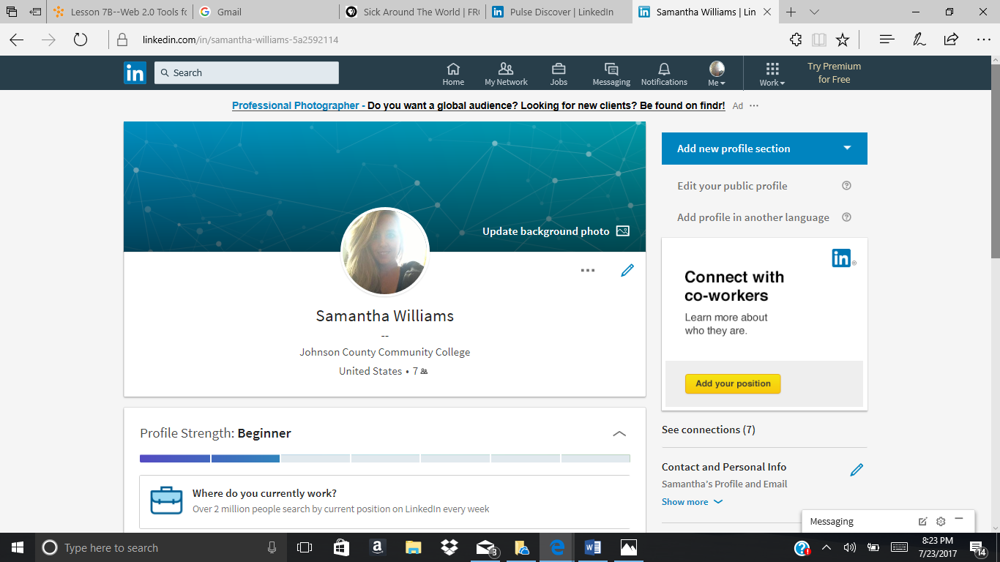 Lesson 7B--Web 2.0 Tools fo
Gmail
Sick Around The World | FRO
Pulse Discover | LinkedIn
Samantha Williams | Lin
linkedin.com/in/samantha-williams-5a2592114
in
Search
Home
My Network
Jobs
Messaging
Notifications
Me
Work
Try Premium
for Free
Professional Photographer - Do you want a global audience? Looking for new clients? Be found on findr! Ad ···
Update background photo
Samantha Williams
--
Johnson County Community College
United States • 7
Profile Strength: Beginner
Where do you currently work?
Over 2 million people search by current position on LinkedIn every week
Add new profile section
Edit your public profile
Add profile in another language
in®
Connect with
co-workers
Learn more about
who they are.
Add your position
See connections (7)
Contact and Personal Info
Samantha's Profile and Email
Show more
Messaging
Type here to search
3
8:23 PM
7/23/2017
14